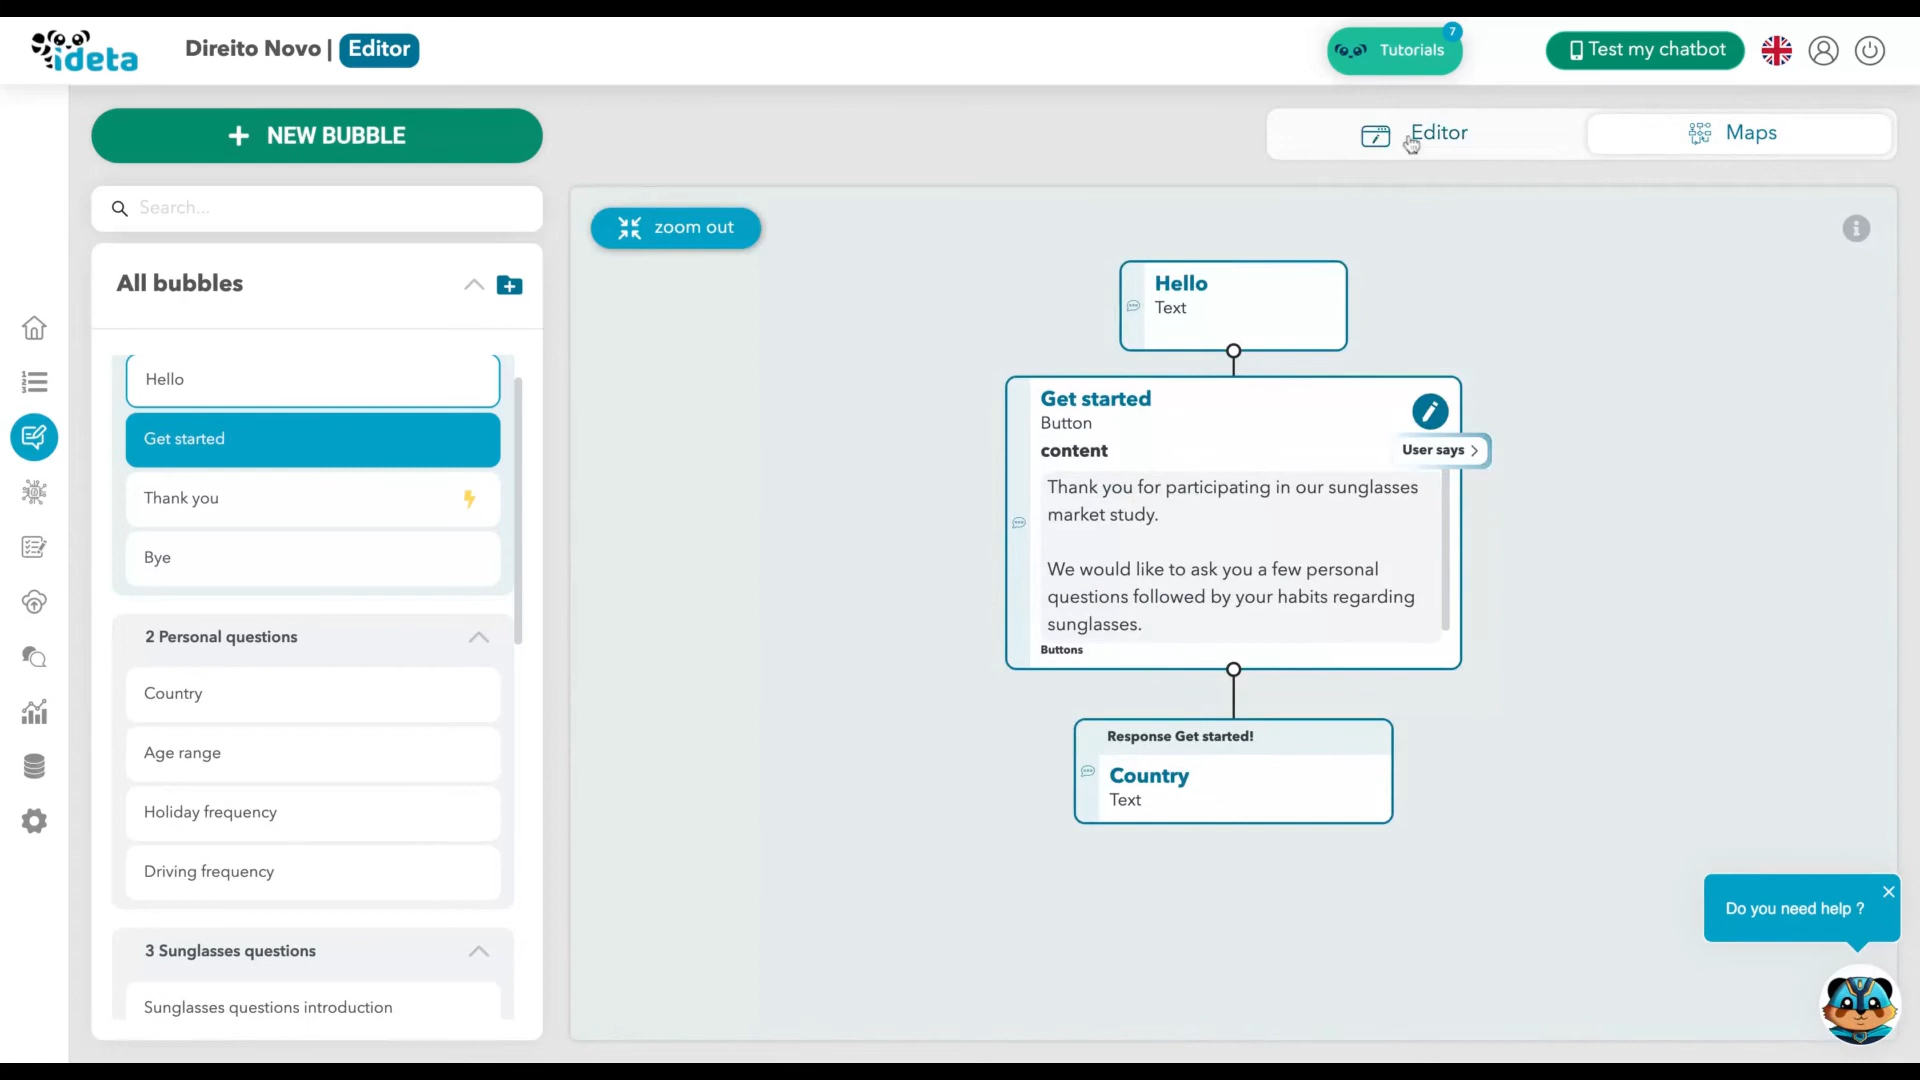 ideta
Direito Novo | Editor
Tutorials
7
Test my chatbot
+ NEW BUBBLE
Editor
Maps
Search...
zoom out
All bubbles
Hello
Get started
Thank you
Bye
2 Personal questions
Country
Age range
Holiday frequency
Driving frequency
3 Sunglasses questions
Sunglasses questions introduction
Hello
Text
Get started
Button
content
User says >
Thank you for participating in our sunglasses
market study.
We would like to ask you a few personal
questions followed by your habits regarding
sunglasses.
Buttons
Response Get started!
Country
Text
Do you need help ?